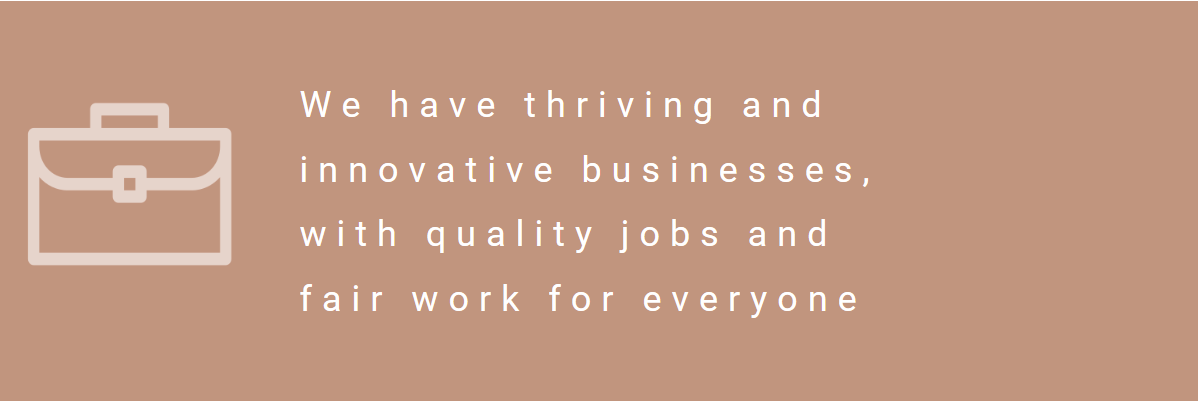 We have thriving and
innovative businesses,
with quality jobs and
fair work for everyone